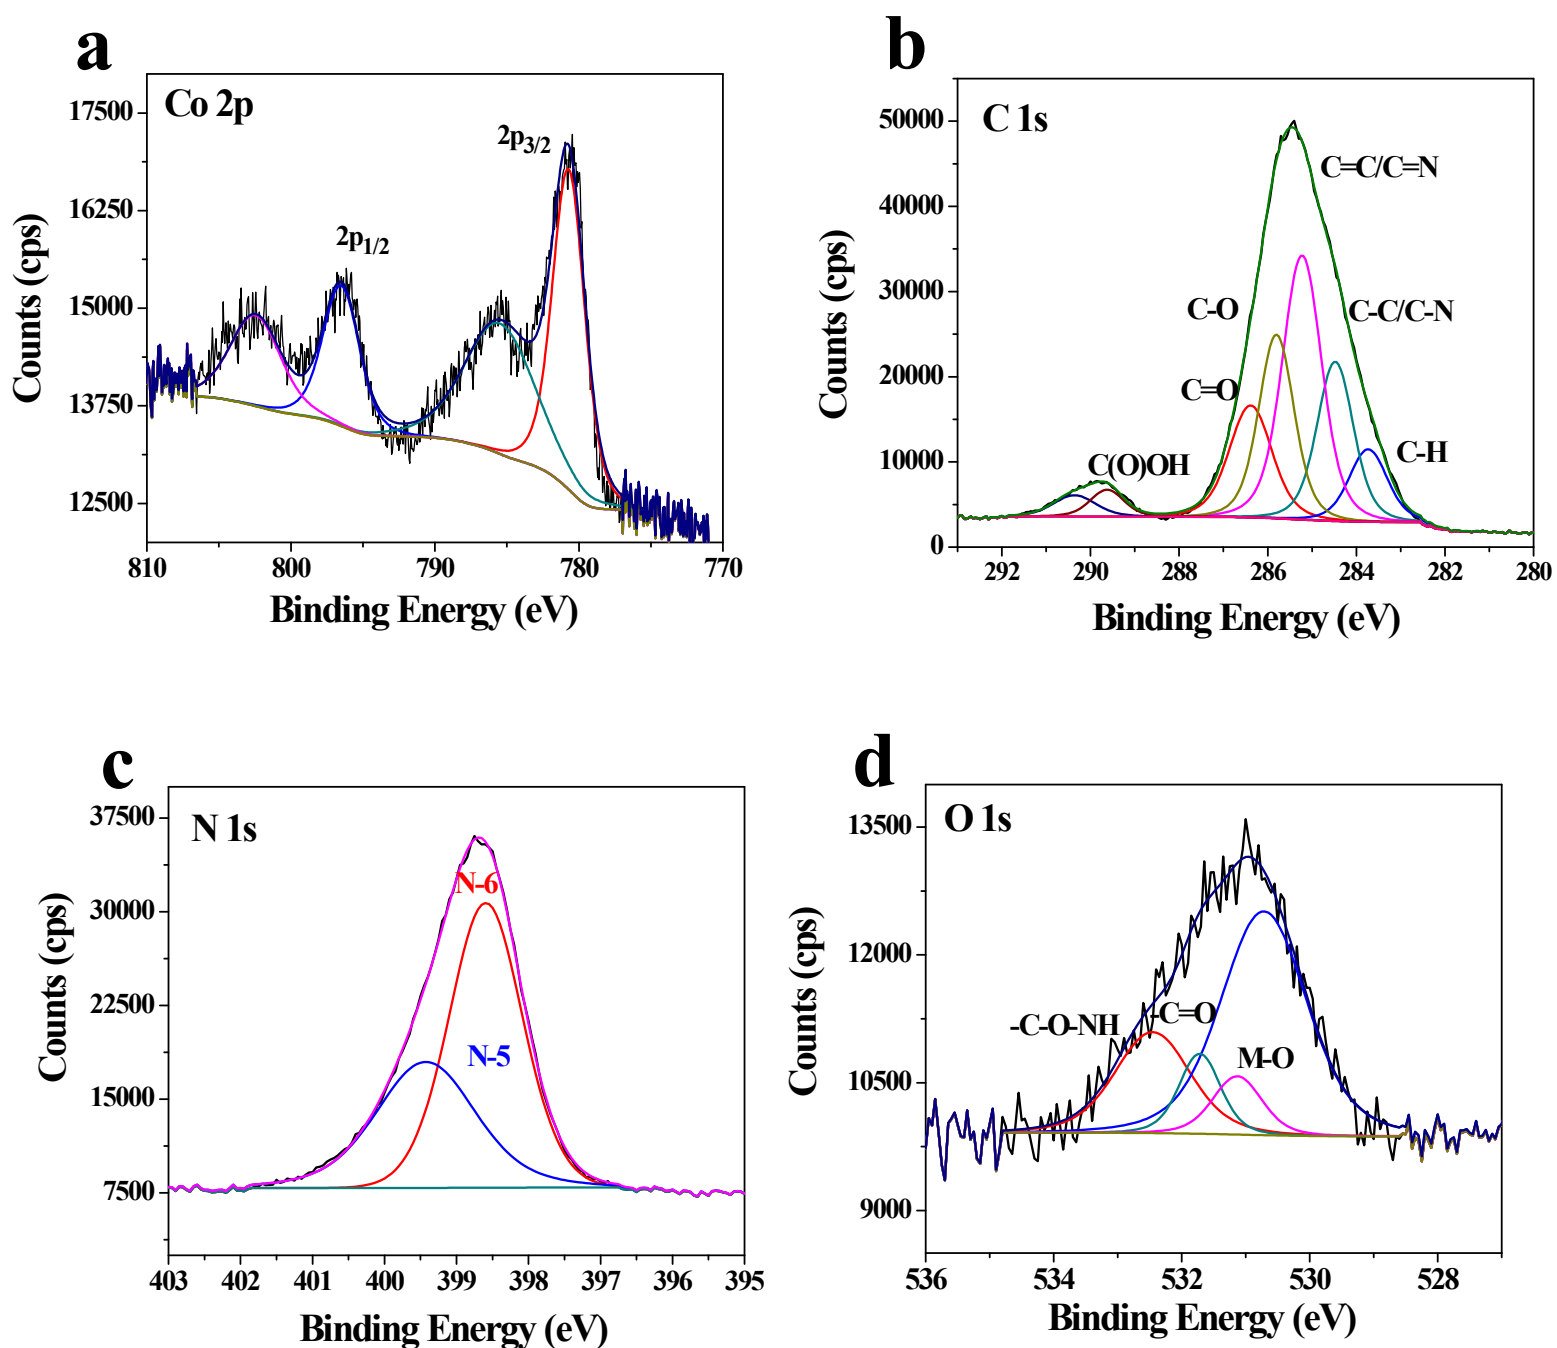 a
Co 2p
2p3/2
2p1/2
17500
16250
15000
13750
12500
Counts (cps)
810 800 790 780 770
Binding Energy (eV)
b
C 1s
C=C/C=N
C-O
C-C/C-N
C=O
C(O)OH
C-H
50000
40000
30000
20000
10000
0
Counts (cps)
292 290 288 286 284 282 280
Binding Energy (eV)
c
N 1s
N-6
N-5
37500
30000
22500
15000
7500
Counts (cps)
403 402 401 400 399 398 397 396 395
Binding Energy (eV)
d
O 1s
-C-O-NH
-C=O
M-O
13500
12000
10500
9000
Counts (cps)
536 534 532 530 528
Binding Energy (eV)